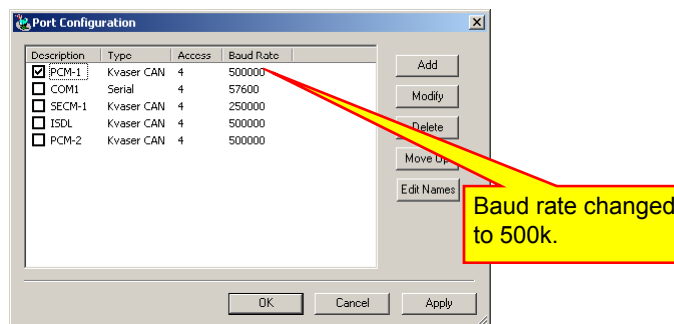 Port Configuration
Description Type Access Baud Rate
PCM-1 Kvaser CAN 4 500000
COM1 Serial 4 57600
SECM-1 Kvaser CAN 4 250000
ISDL Kvaser CAN 4 500000
PCM-2 Kvaser CAN 4 500000
Add
Modify
Delete
Move Up
Edit Names
Baud rate changed
to 500k.
OK Cancel Apply